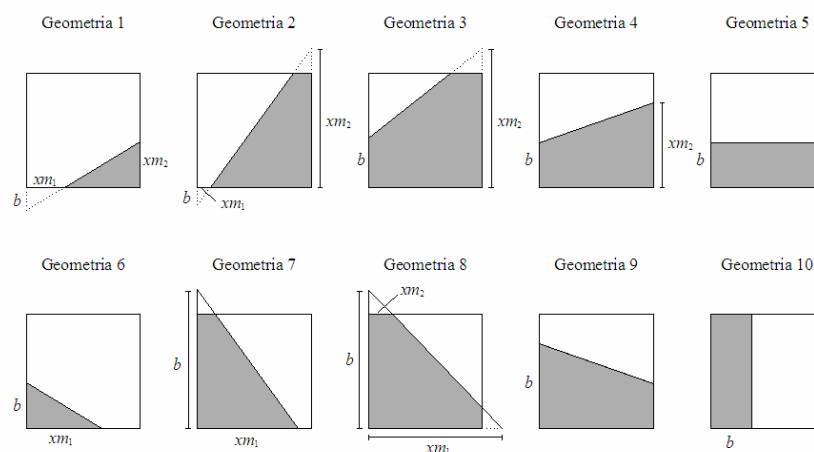 Geometria 1
Geometria 2
Geometria 3
Geometria 4
Geometria 5
xm₁
xm₂
b
xm₂
b
xm₁
xm₂
b
xm₂
b
b
Geometria 6
Geometria 7
Geometria 8
Geometria 9
Geometria 10
b
xm₁
b
xm₁
xm₂
b
xm₁
b
b